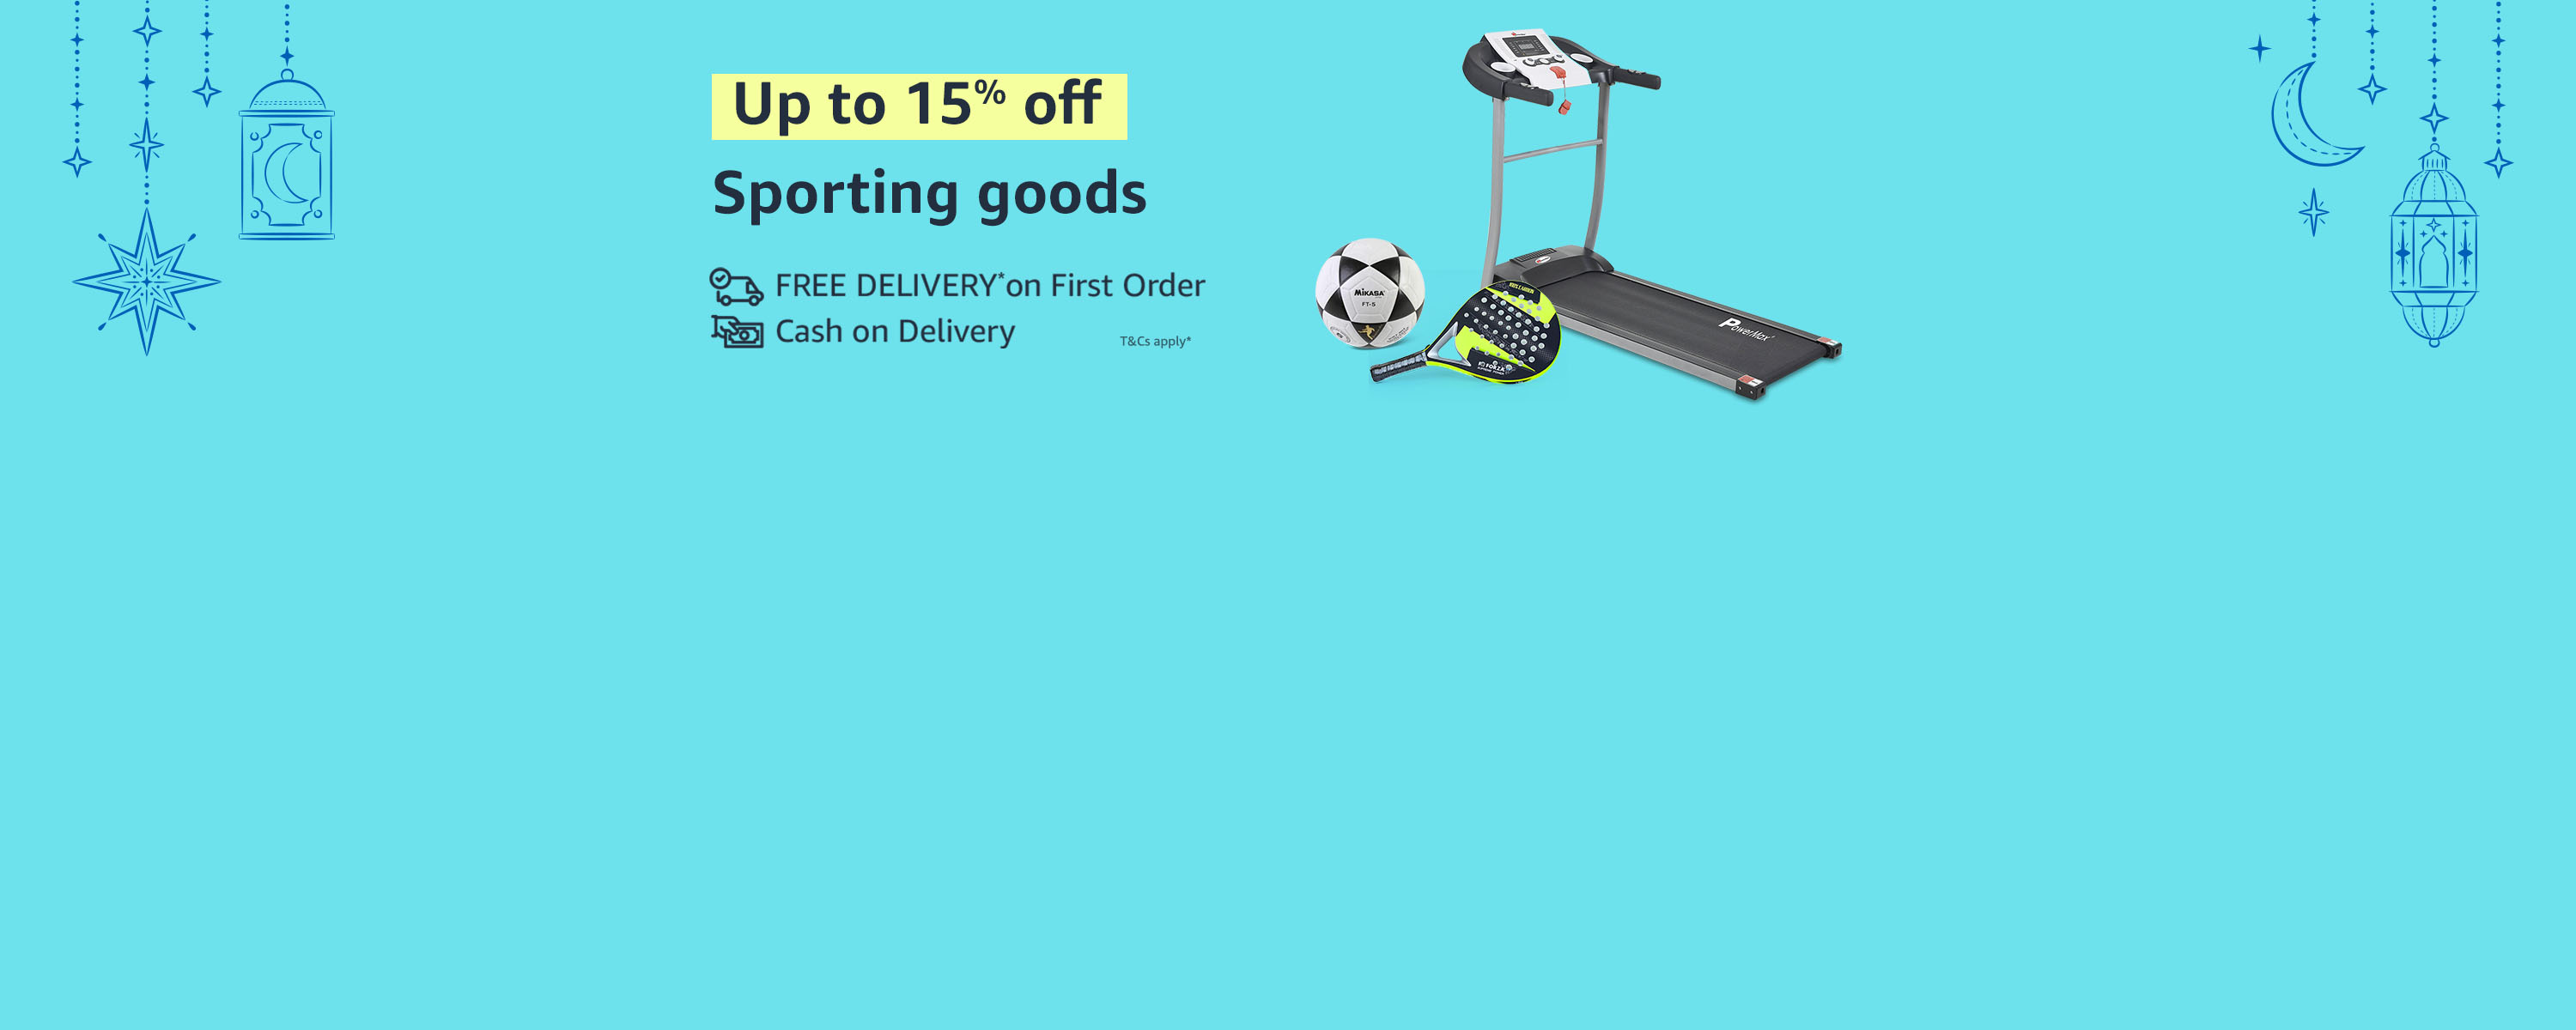 Up to 15% off
Sporting goods
FREE DELIVERY* on First Order
Cash on Delivery
T&Cs apply*
MIKASA
FT-5
PowerMax